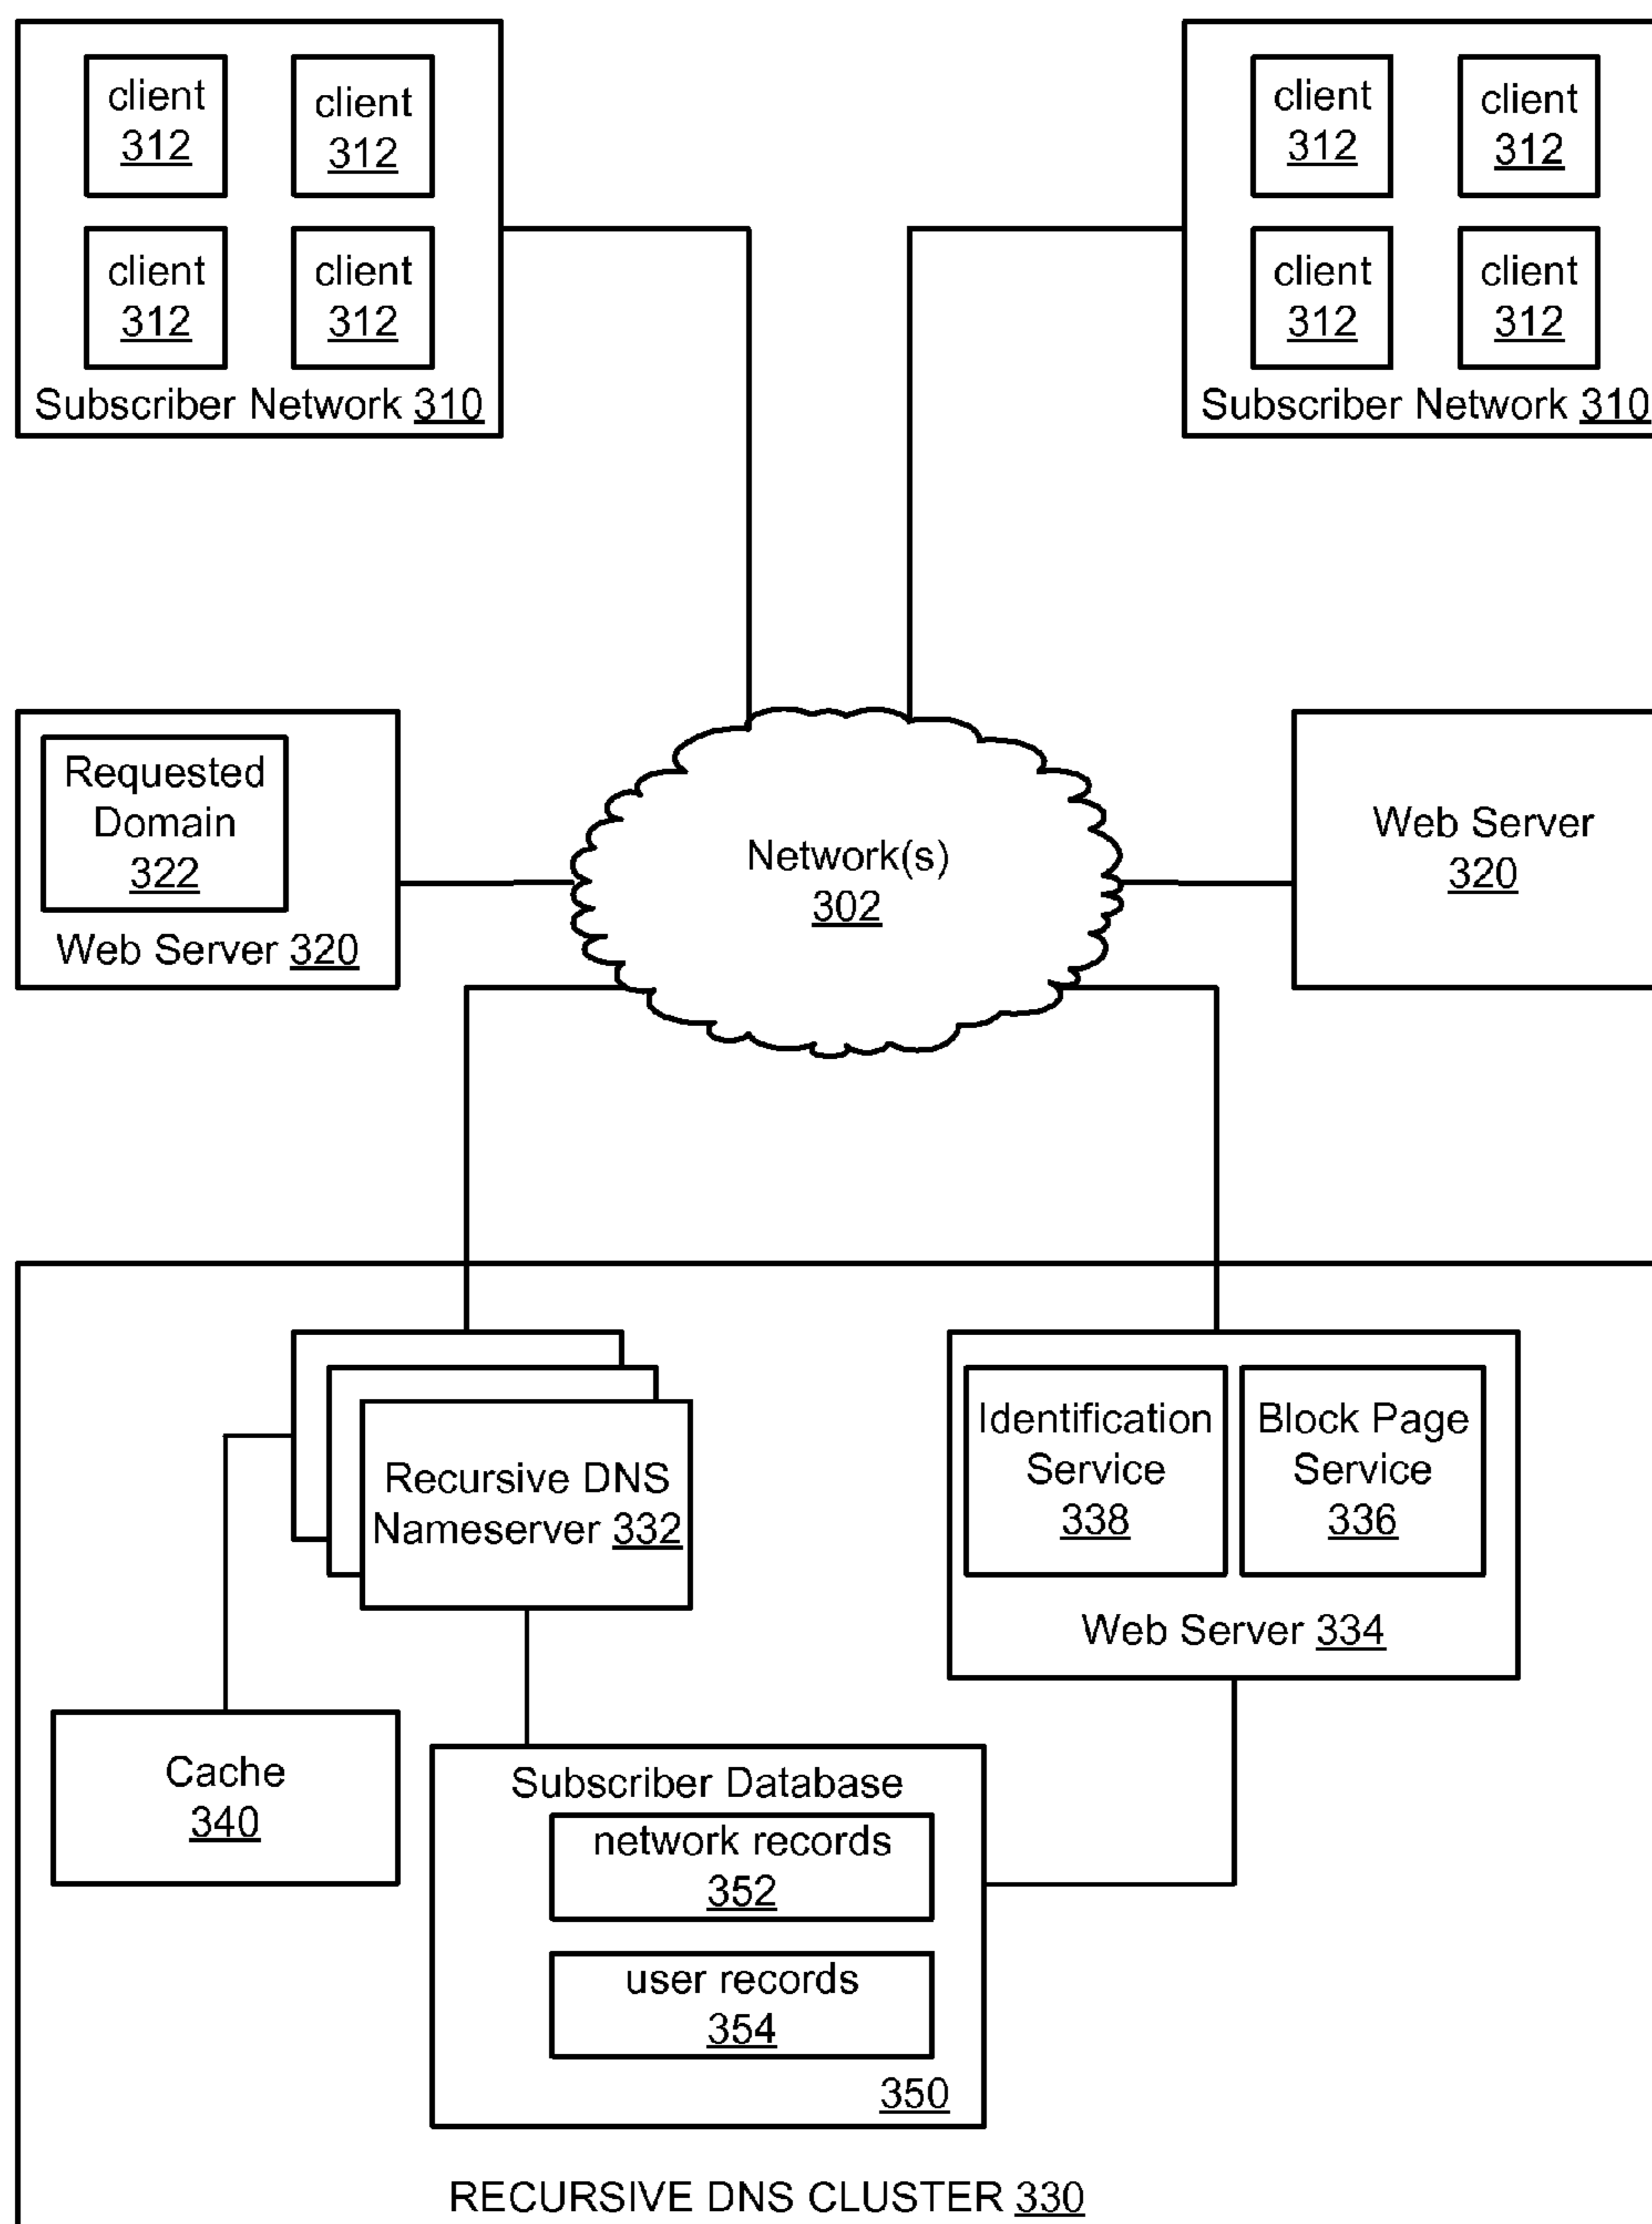 client
312
client
312
client
312
client
312
Subscriber Network 310
client
312
client
312
client
312
client
312
Subscriber Network 310
Requested
Domain
322
Web Server 320
Network(s)
302
Web Server
320
Recursive DNS
Nameserver 332
Identification
Service
338
Block Page
Service
336
Web Server 334
Cache
340
Subscriber Database
network records
352
user records
354
350
RECURSIVE DNS CLUSTER 330